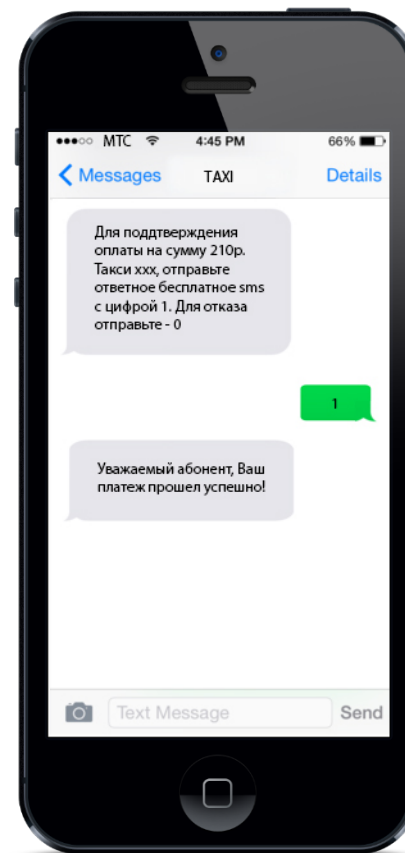 МТС 4:45 PM 66%
Messages TAXI Details
Для поддтверждения
оплаты на сумму 210р.
Такси xxx, отправьте
ответное бесплатное sms
с цифрой 1. Для отказа
отправьте - 0
1
Уважаемый абонент, Ваш
платеж прошел успешно!
Text Message Send